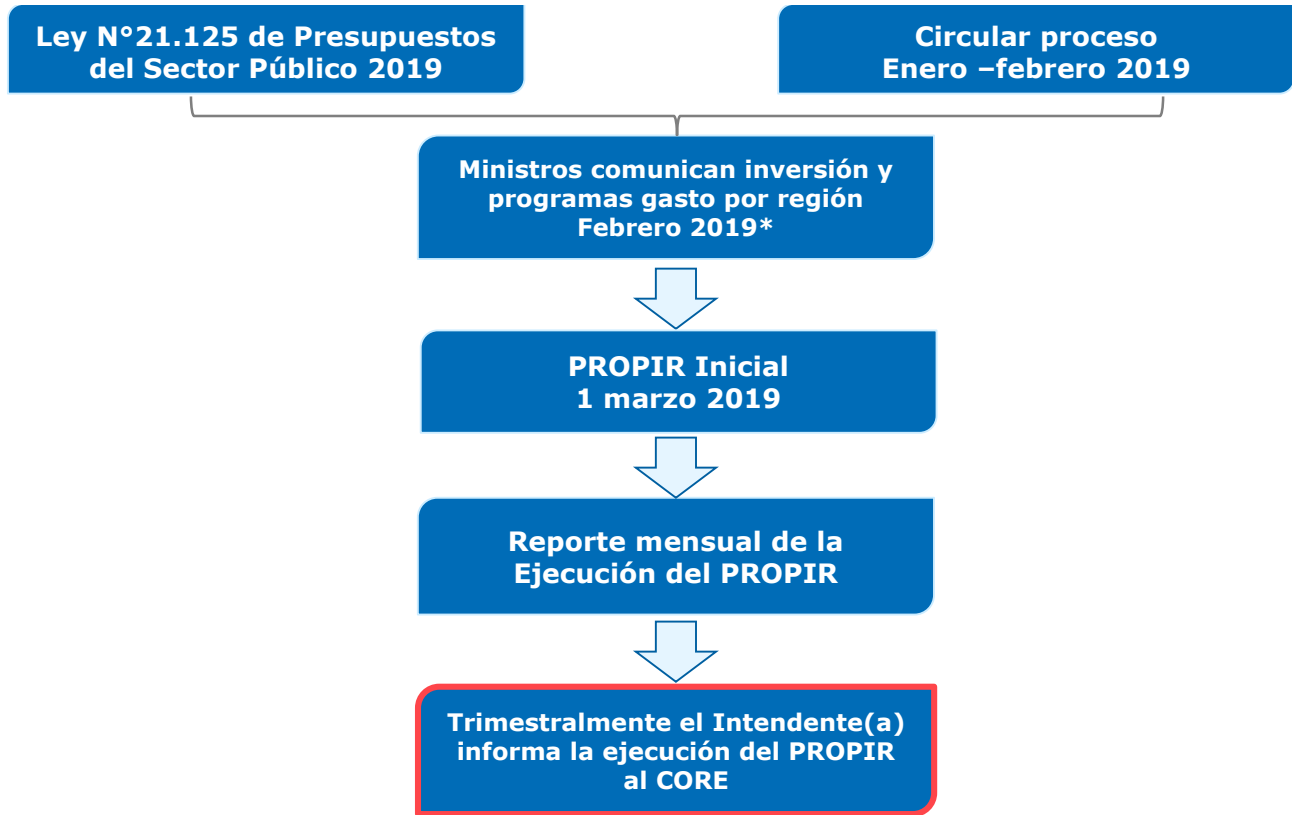 Ley N°21.125 de Presupuestos
del Sector Público 2019
Circular proceso
Enero –febrero 2019
Ministros comunican inversión y
programas gasto por región
Febrero 2019*
PROPIR Inicial
1 marzo 2019
Reporte mensual de la
Ejecución del PROPIR
Trimestralmente el Intendente(a)
informa la ejecución del PROPIR
al CORE